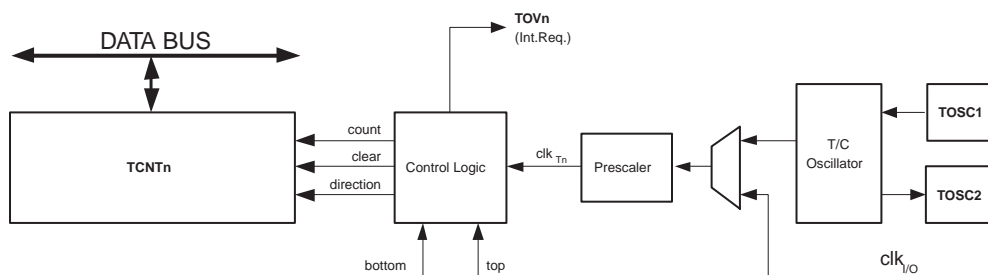 DATA BUS
TOVn
(Int.Req.)
TCNTn
count
clear
direction
Control Logic
clk Tn
Prescaler
T/C
Oscillator
TOSC1
TOSC2
bottom
top
clk I/O